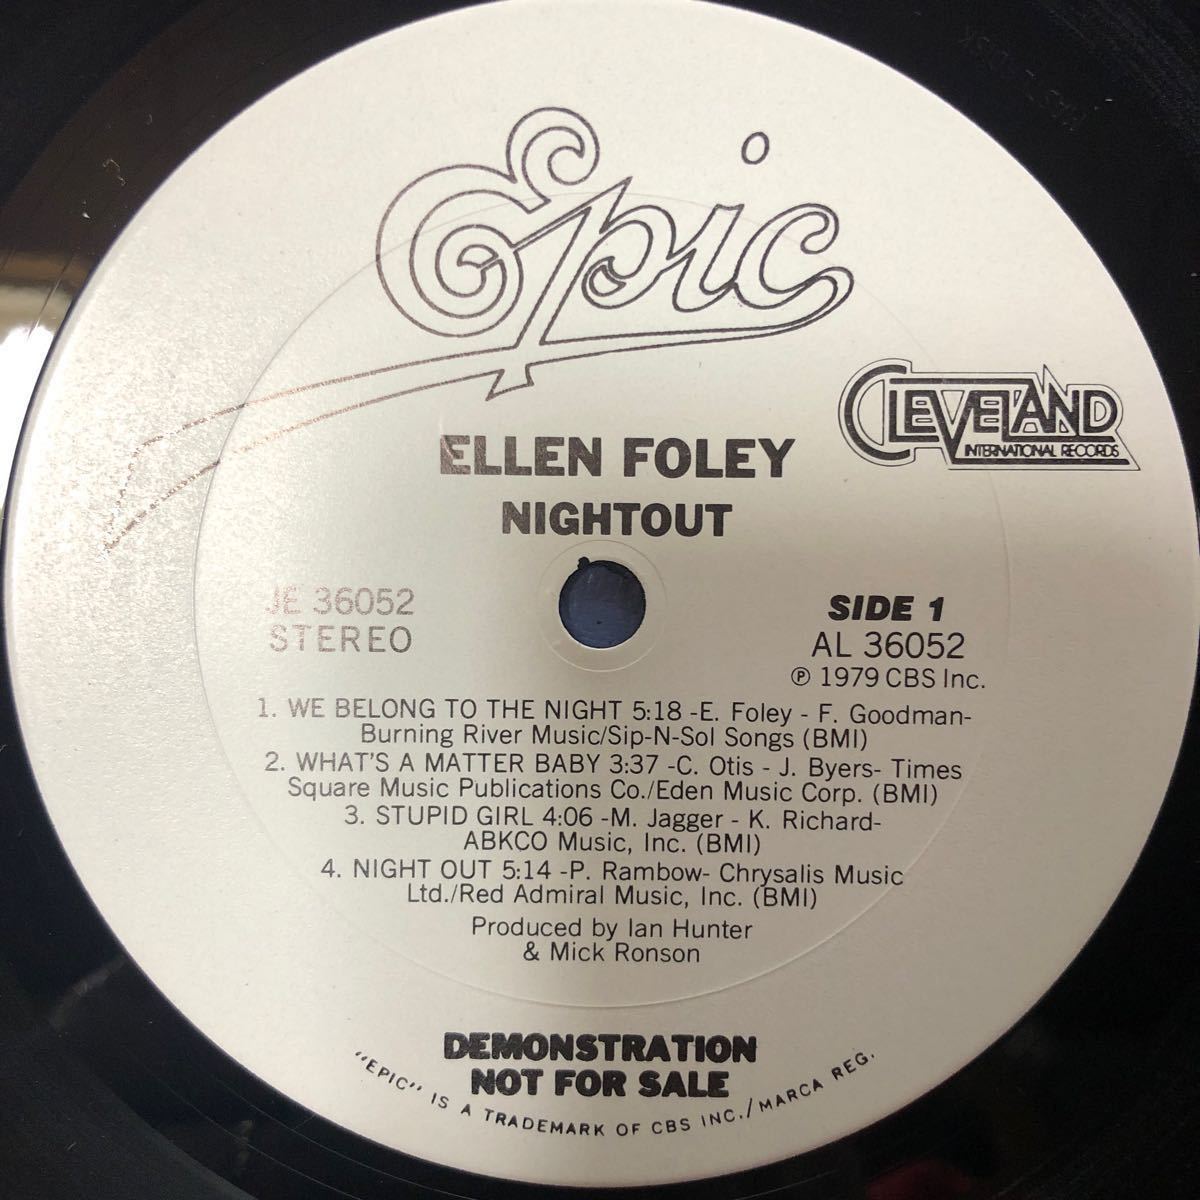 Epic
CLEVELAND
INTERNATIONAL RECORDS
ELLEN FOLEY
NIGHTOUT
JE 36052
STEREO
SIDE 1
AL 36052
℗ 1979 CBS Inc.
1. WE BELONG TO THE NIGHT 5:18 -E. Foley - F. Goodman-
Burning River Music/Sip-N-Sol Songs (BMI)
2. WHAT'S A MATTER BABY 3:37 -C. Otis - J. Byers- Times
Square Music Publications Co./Eden Music Corp. (BMI)
3. STUPID GIRL 4:06 -M. Jagger - K. Richard-
ABKCO Music, Inc. (BMI)
4. NIGHT OUT 5:14 -P. Rambow- Chrysalis Music
Ltd./Red Admiral Music, Inc. (BMI)
Produced by Ian Hunter
& Mick Ronson
DEMONSTRATION
NOT FOR SALE
"EPIC" IS A TRADEMARK OF CBS INC./MARCA REG.